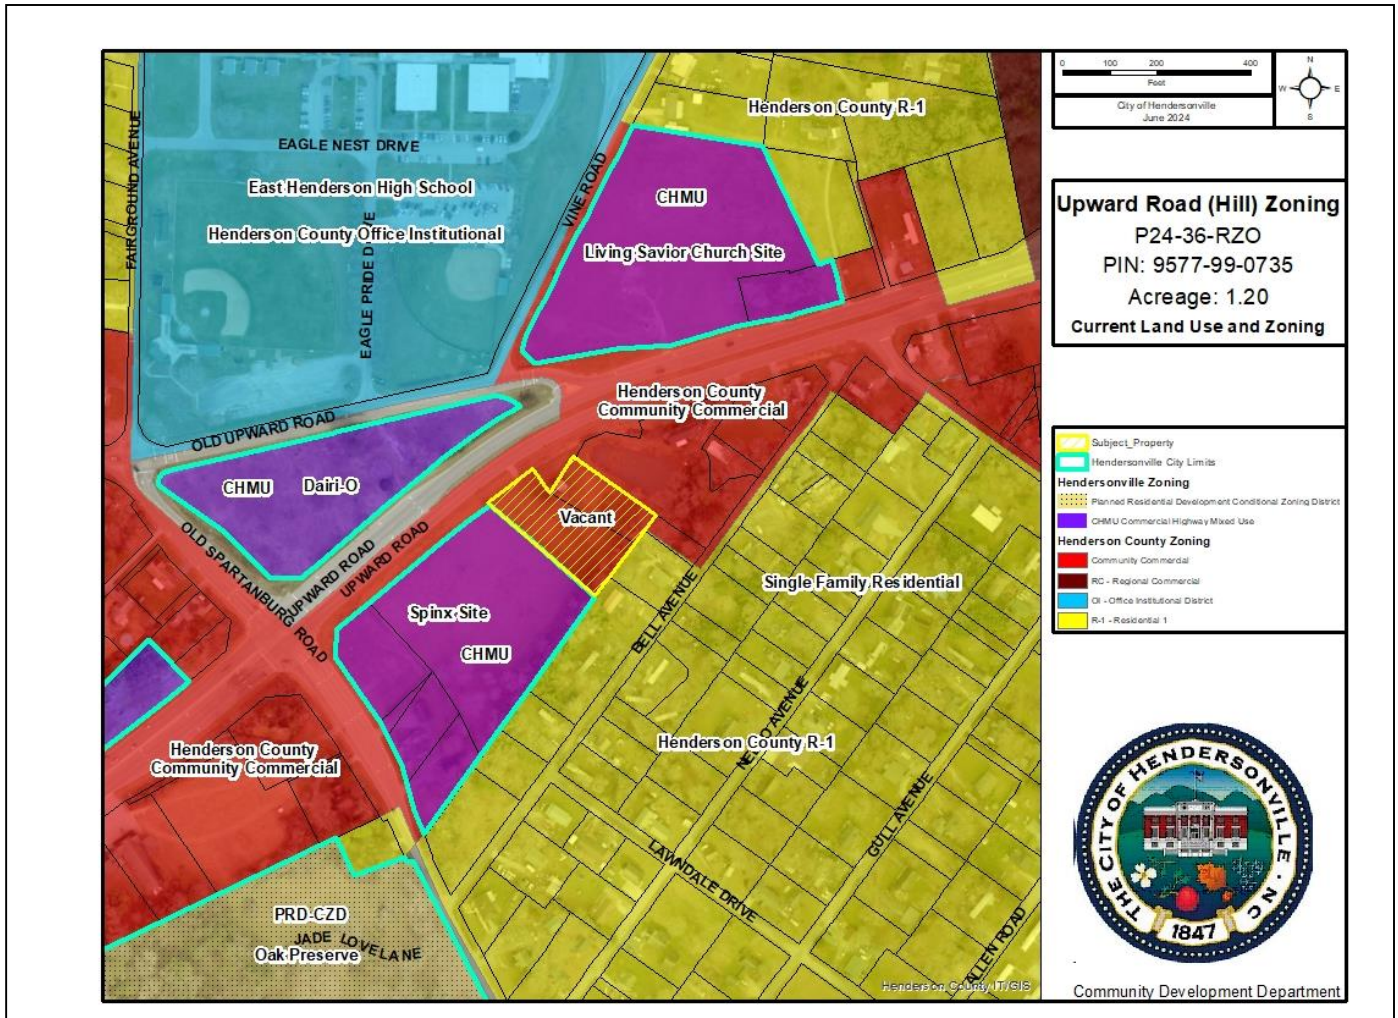 FAIRGROUND AVENUE
EAGLE NEST DRIVE
East Henderson High School
Henderson County Office Institutional
EAGLE PRIDE DRIVE
VINE ROAD
Henderson County R-1
CHMU
Living Savior Church Site
OLD UPWARD ROAD
Henderson County
Community Commercial
CHMU
Dairi-O
OLD SPARTANBURG ROAD
UPWARD ROAD
UPWARD ROAD
Vacant
Spinx Site
CHMU
BELL AVENUE
Single Family Residential
Henderson County R-1
GULL AVENUE
LAWNDALE DRIVE
ALLEN ROAD
Henderson County
Community Commercial
PRD-CZD
JADE LOVE LANE
Oak Preserve
Henderson County IT/GIS
0 100 200 400
Feet
City of Hendersonville
June 2024
N
W E
S
Upward Road (Hill) Zoning
P24-36-RZO
PIN: 9577-99-0735
Acreage: 1.20
Current Land Use and Zoning
Subject_Property
Hendersonville City Limits
Hendersonville Zoning
Planned Residential Development Conditional Zoning District
CHMU Commercial Highway Mixed Use
Henderson County Zoning
Community Commercial
RC - Regional Commercial
OI - Office Institutional District
R-1 - Residential 1
THE CITY OF HENDERSONVILLE · NC
1847
Community Development Department